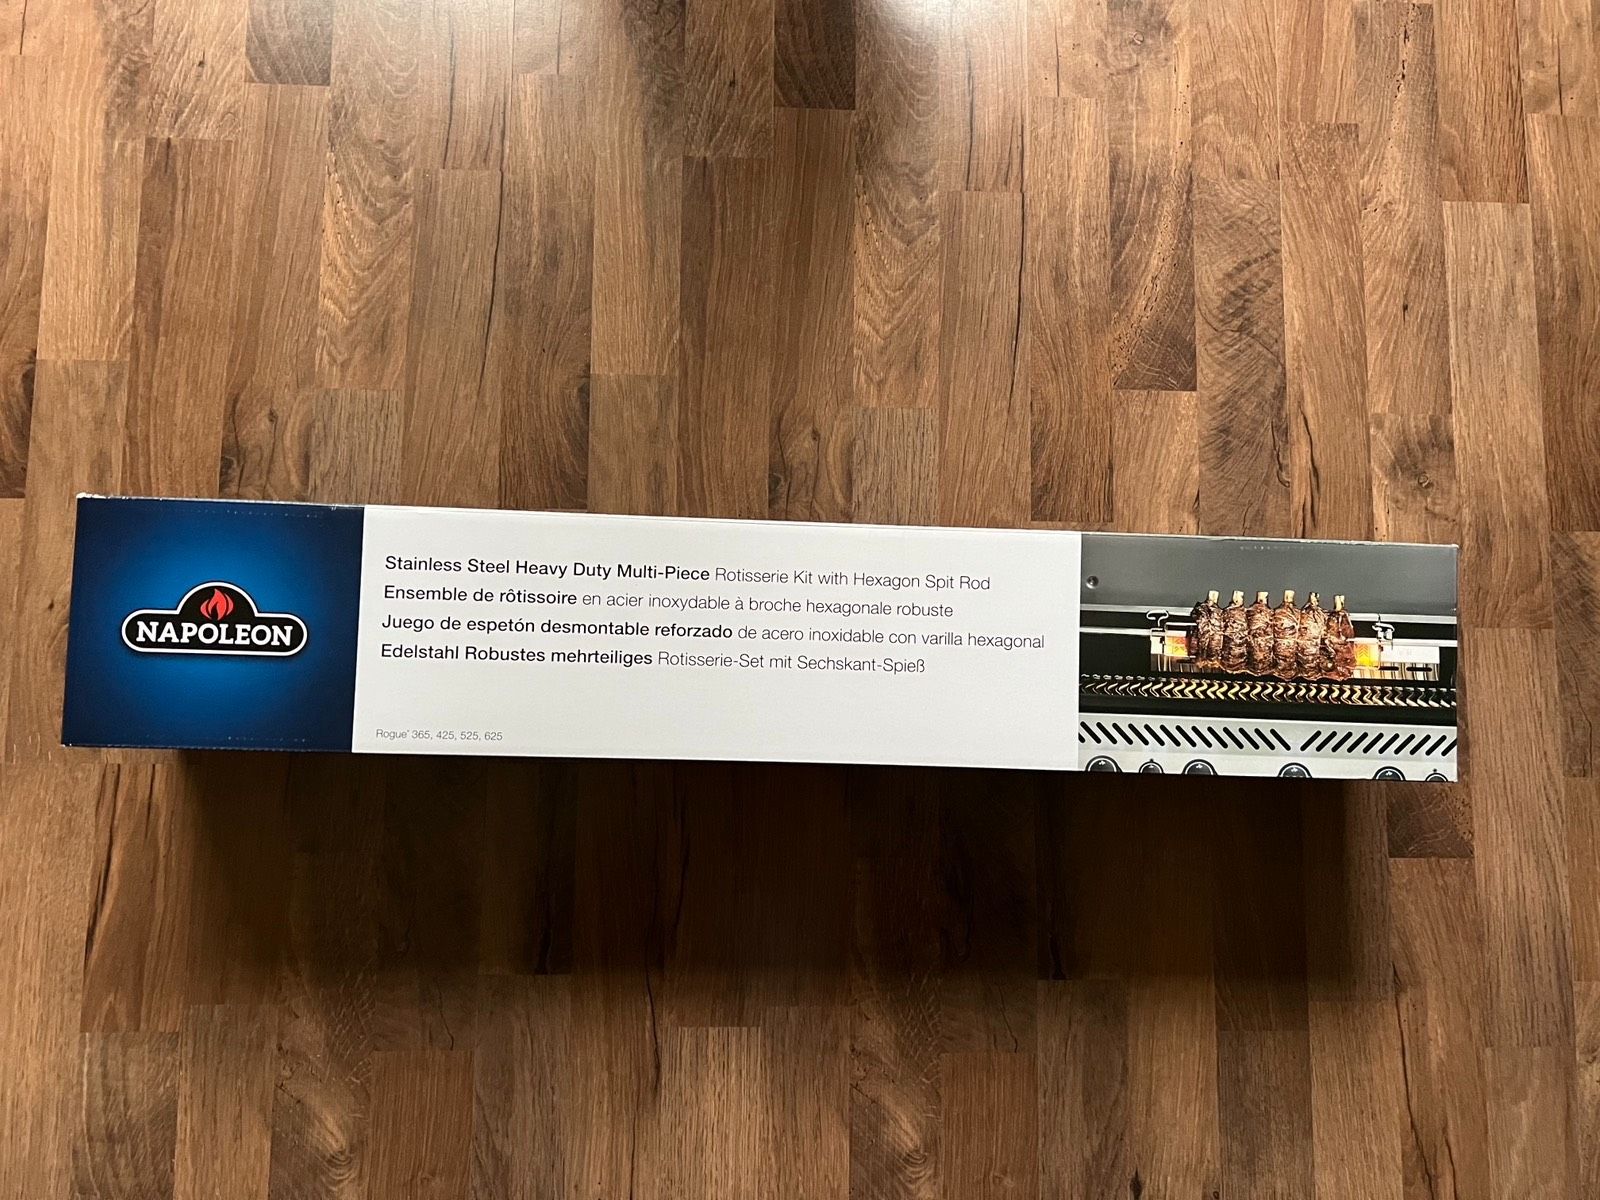 NAPOLEON
Stainless Steel Heavy Duty Multi-Piece Rotisserie Kit with Hexagon Spit Rod
Ensemble de rôtissoire en acier inoxydable à broche hexagonale robuste
Juego de espetón desmontable reforzado de acero inoxidable con varilla hexagonal
Edelstahl Robustes mehrteiliges Rotisserie-Set mit Sechskant-Spieß
Rogue® 365, 425, 525, 625